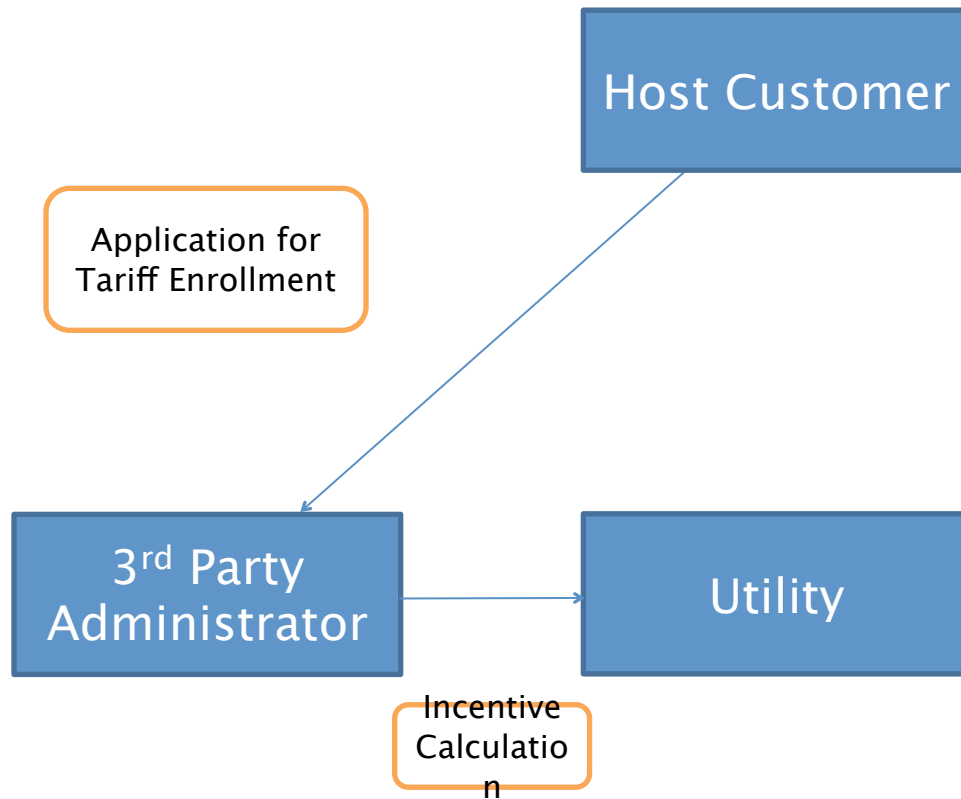 Host Customer
Application for
Tariff Enrollment
3rd Party
Administrator
Utility
Incentive
Calculatio
n